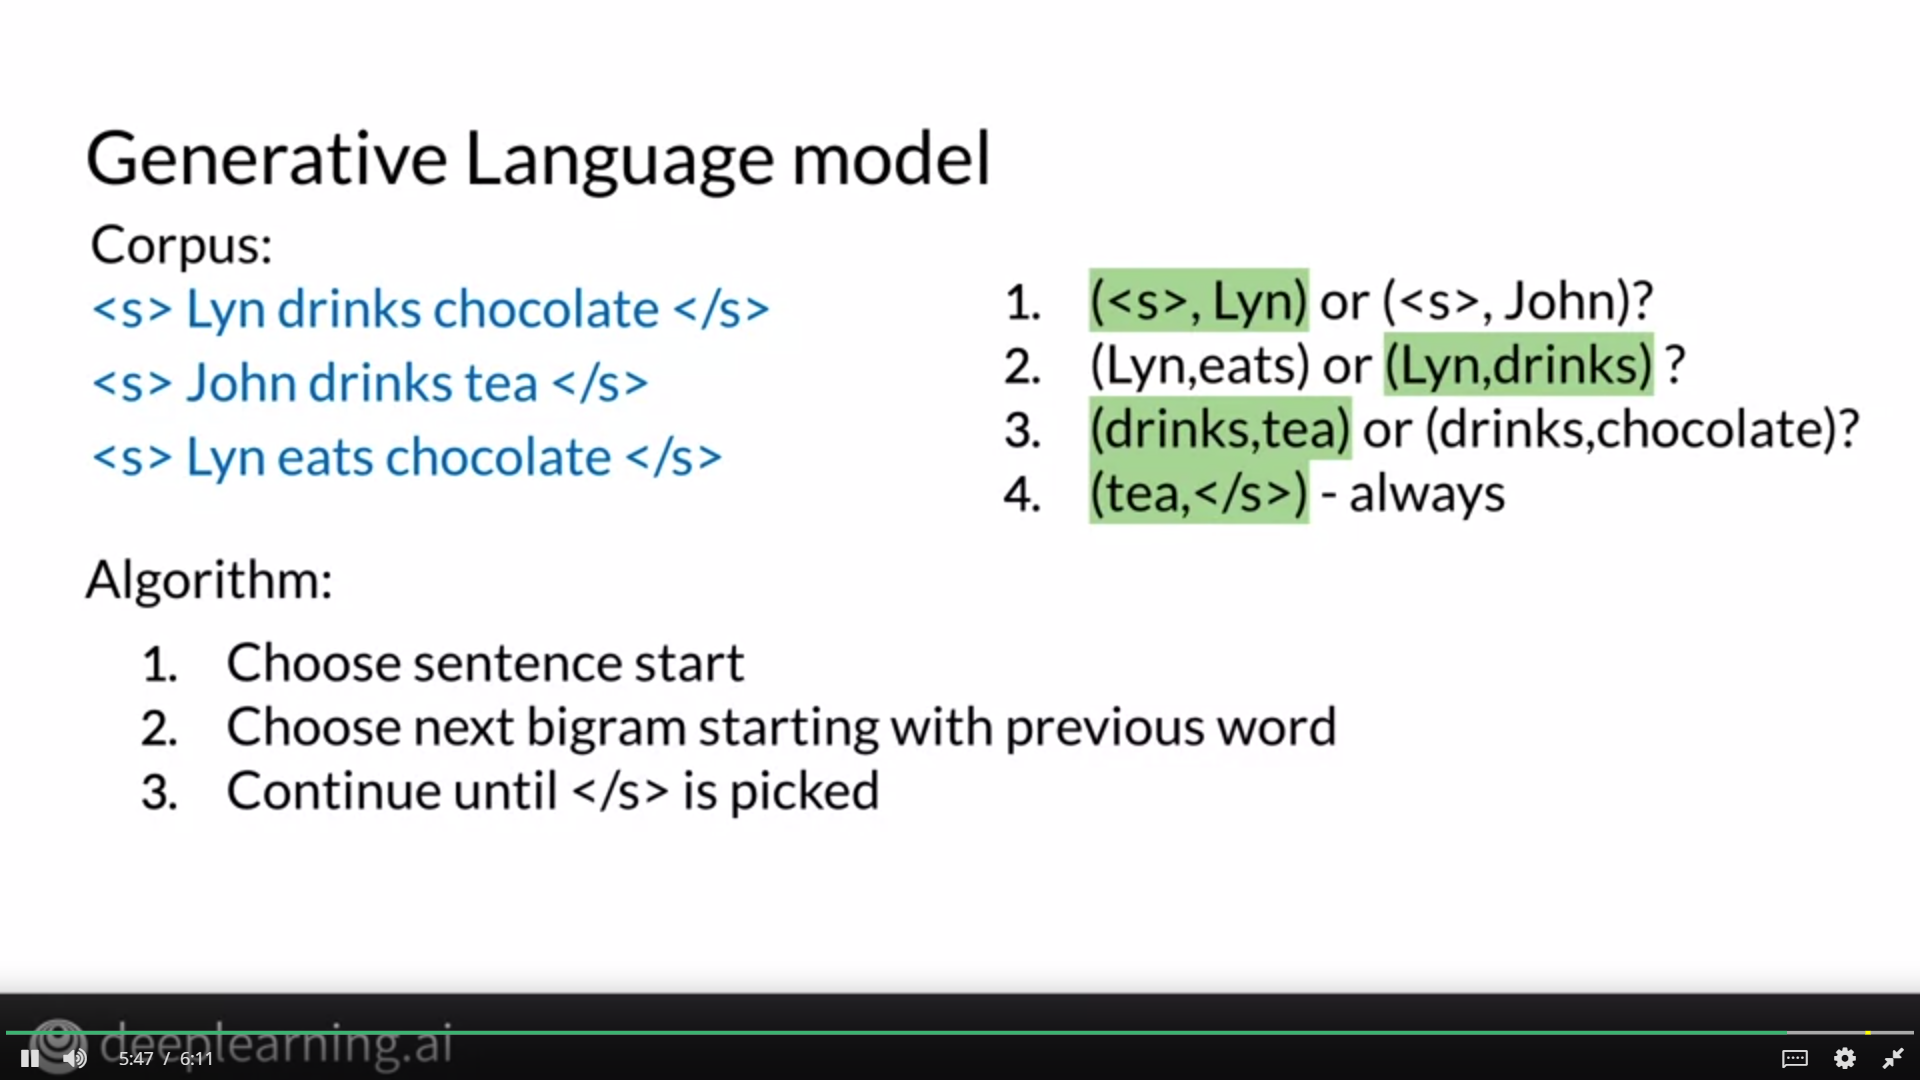 Generative Language model
Corpus:
<s> Lyn drinks chocolate </s>
<s> John drinks tea </s>
<s> Lyn eats chocolate </s>
1. (<s>, Lyn) or (<s>, John)?
2. (Lyn,eats) or (Lyn,drinks) ?
3. (drinks,tea) or (drinks,chocolate)?
4. (tea,</s>) - always
Algorithm:
1. Choose sentence start
2. Choose next bigram starting with previous word
3. Continue until </s> is picked
deeplearning.ai
5:47 / 6:11